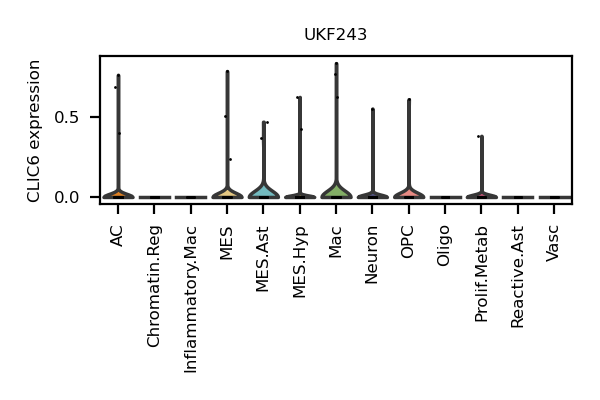 UKF243
CLIC6 expression
0.5
0.0
AC
Chromatin.Reg
Inflammatory.Mac
MES
MES.Ast
MES.Hyp
Mac
Neuron
OPC
Oligo
Prolif.Metab
Reactive.Ast
Vasc